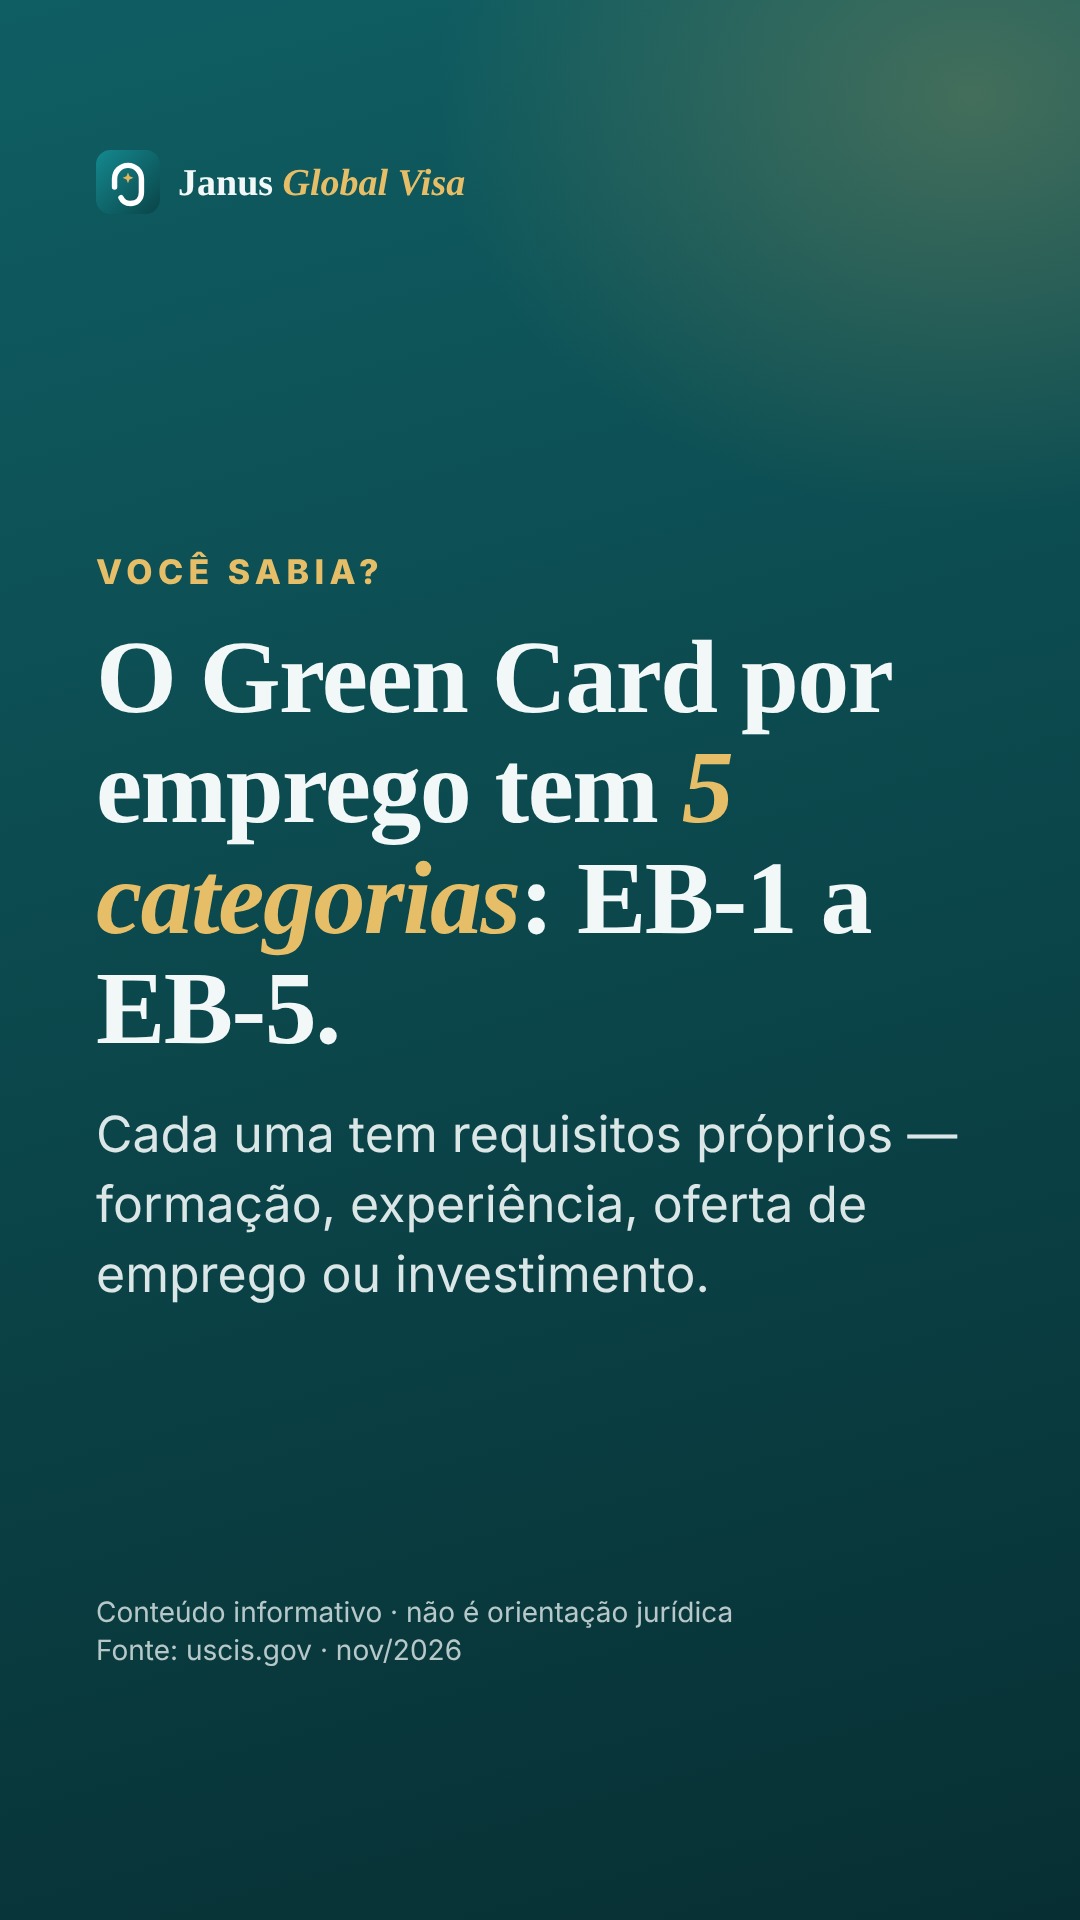 Janus Global Visa
VOCÊ SABIA?
O Green Card por
emprego tem 5
categorias: EB-1 a
EB-5.
Cada uma tem requisitos próprios —
formação, experiência, oferta de
emprego ou investimento.
Conteúdo informativo · não é orientação jurídica
Fonte: uscis.gov · nov/2026